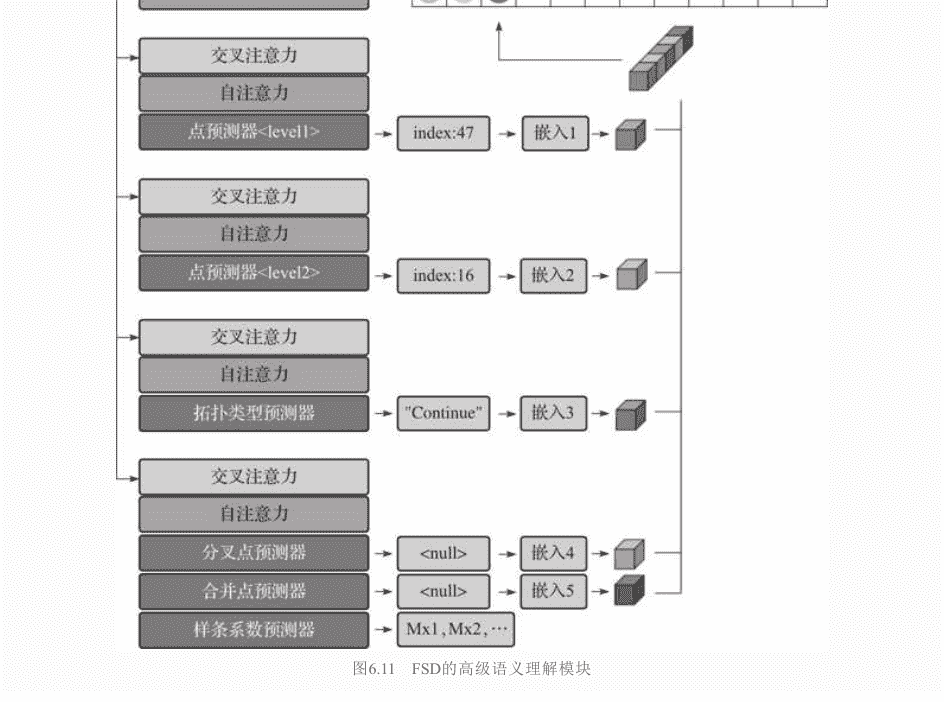 交叉注意力
自注意力
点预测器<level1>
index:47
嵌入1
交叉注意力
自注意力
点预测器<level2>
index:16
嵌入2
交叉注意力
自注意力
拓扑类型预测器
"Continue"
嵌入3
交叉注意力
自注意力
分叉点预测器
<null>
嵌入4
合并点预测器
<null>
嵌入5
样条系数预测器
Mx1,Mx2,…
图6.11 FSD的高级语义理解模块